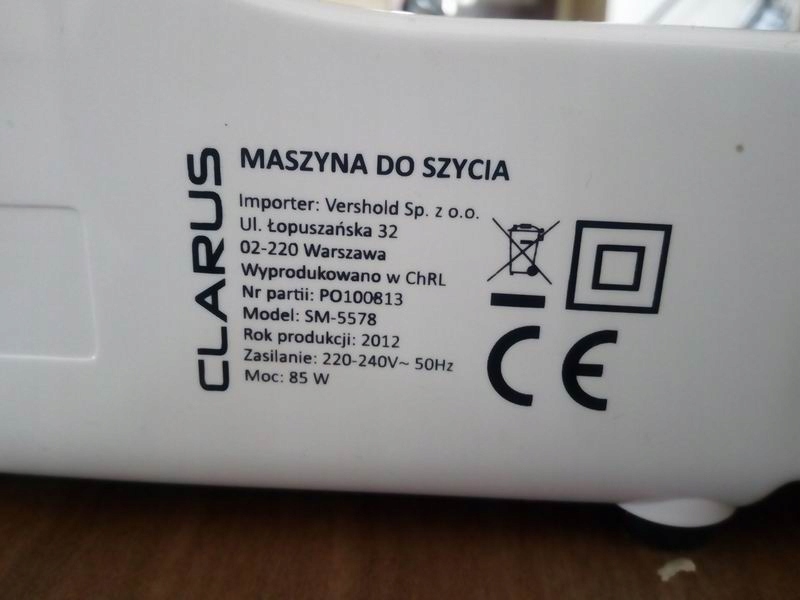 CLARUS
MASZYNA DO SZYCIA
Importer: Vershold Sp. z o.o.
Ul. Łopuszańska 32
02-220 Warszawa
Wyprodukowano w ChRL
Nr partii: PO100813
Model: SM-5578
Rok produkcji: 2012
Zasilanie: 220-240V~ 50Hz
Moc: 85 W
CE